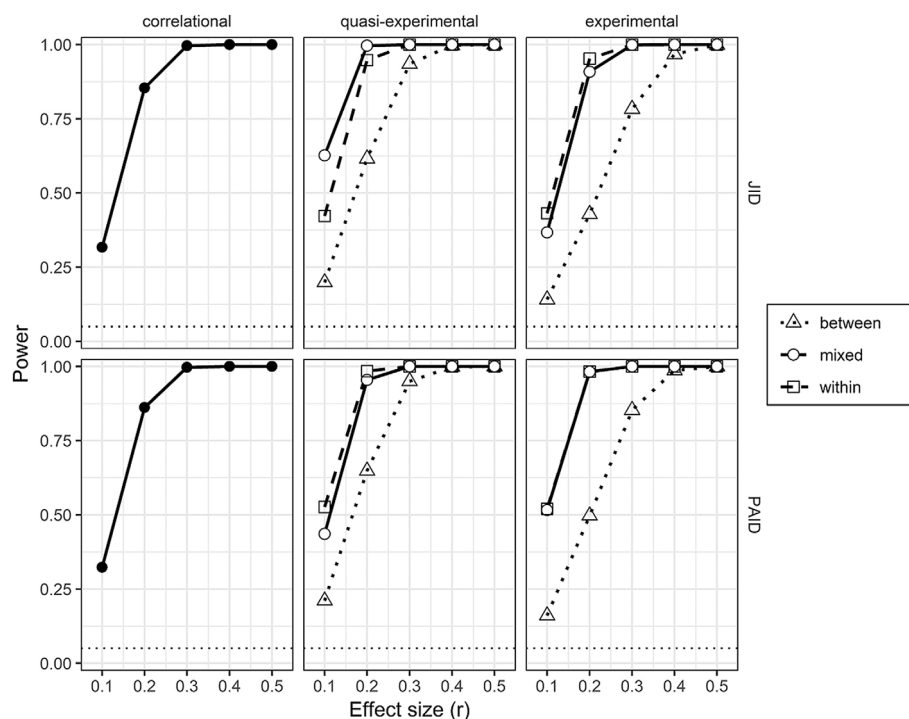 correlational quasi-experimental experimental
1.00
0.75
0.50
0.25
0.00
JID
1.00
0.75
0.50
0.25
0.00
PAID
Power
0.1 0.2 0.3 0.4 0.5 0.1 0.2 0.3 0.4 0.5 0.1 0.2 0.3 0.4 0.5
Effect size (r)
between
mixed
within